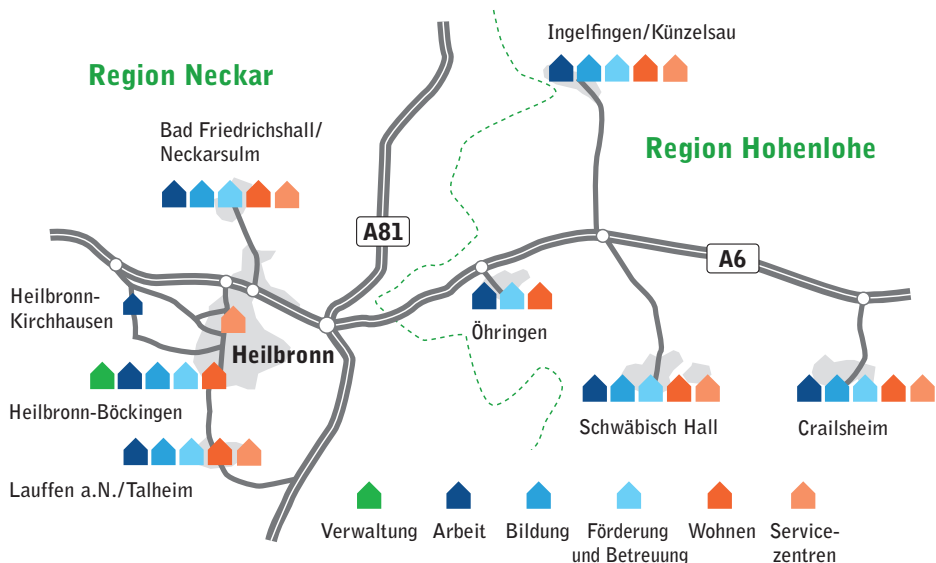 Ingelfingen/Künzelsau
Region Neckar
Bad Friedrichshall/
Neckarsulm
Region Hohenlohe
A81
A6
Heilbronn-
Kirchhausen
Öhringen
Heilbronn
Heilbronn-Böckingen
Schwäbisch Hall
Crailsheim
Lauffen a.N./Talheim
Verwaltung
Arbeit
Bildung
Förderung
und Betreuung
Wohnen
Service-
zentren